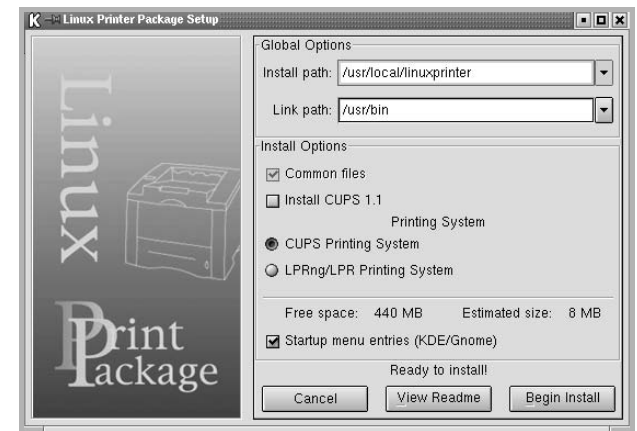 Linux Printer Package Setup
Linux
Print
Package
Global Options
Install path: /usr/local/linuxprinter
Link path: /usr/bin
Install Options
Common files
Install CUPS 1.1
Printing System
CUPS Printing System
LPRng/LPR Printing System
Free space: 440 MB Estimated size: 8 MB
Startup menu entries (KDE/Gnome)
Ready to install!
Cancel View Readme Begin Install